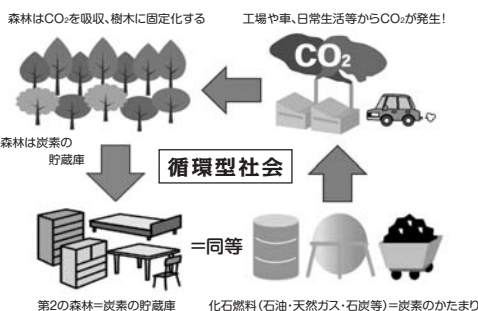 森林はCO₂を吸収、樹木に固定化する
工場や車、日常生活等からCO₂が発生!
CO₂
森林は炭素の
貯蔵庫
循環型社会
=同等
第2の森林=炭素の貯蔵庫
化石燃料(石油・天然ガス・石炭等)=炭素のかたまり